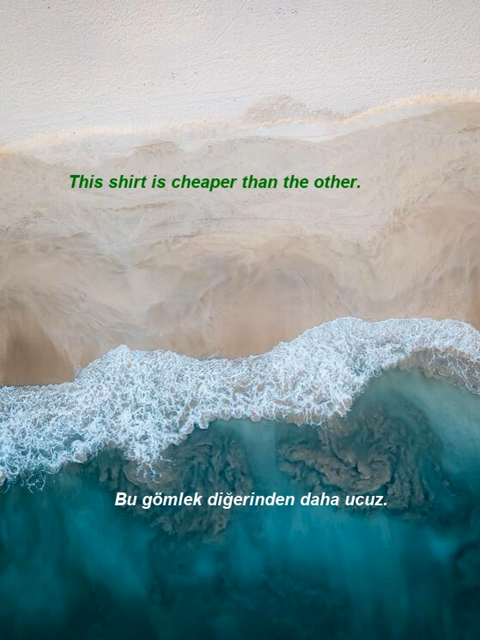 This shirt is cheaper than the other.
Bu gömlek diğerinden daha ucuz.